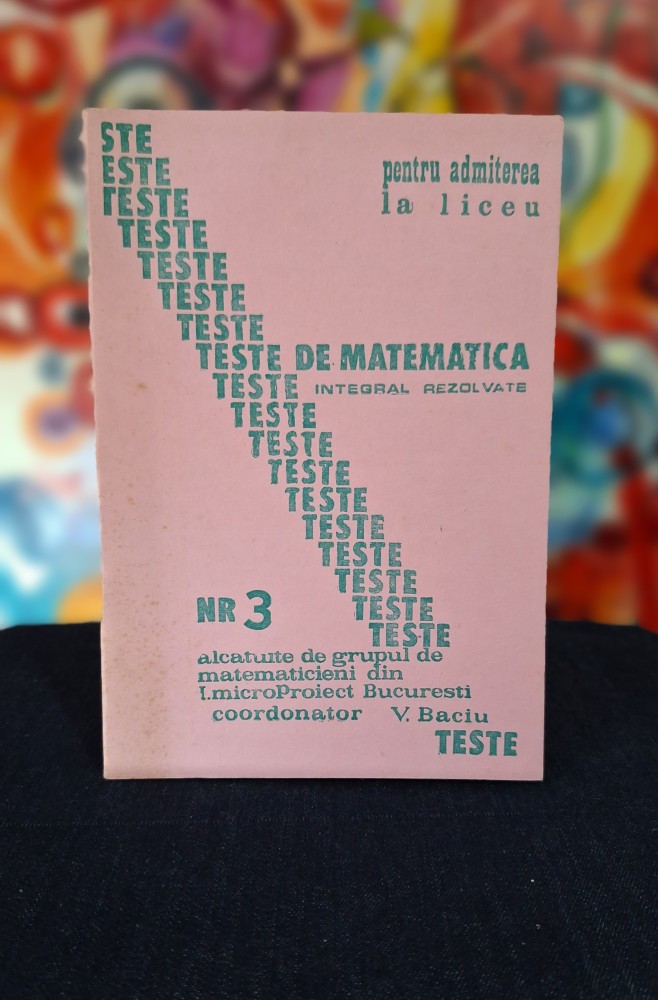 STE
ESTE
TESTE
TESTE
TESTE
TESTE
TESTE
pentru admiterea
la liceu
TESTE DE MATEMATICA
INTEGRAL REZOLVATE
TESTE
TESTE
TESTE
TESTE
TESTE
TESTE
TESTE
TESTE
TESTE
TESTE
NR 3
alcatuite de grupul de
matematicieni din
I.microProiect Bucuresti
coordonator V. Baciu
TESTE